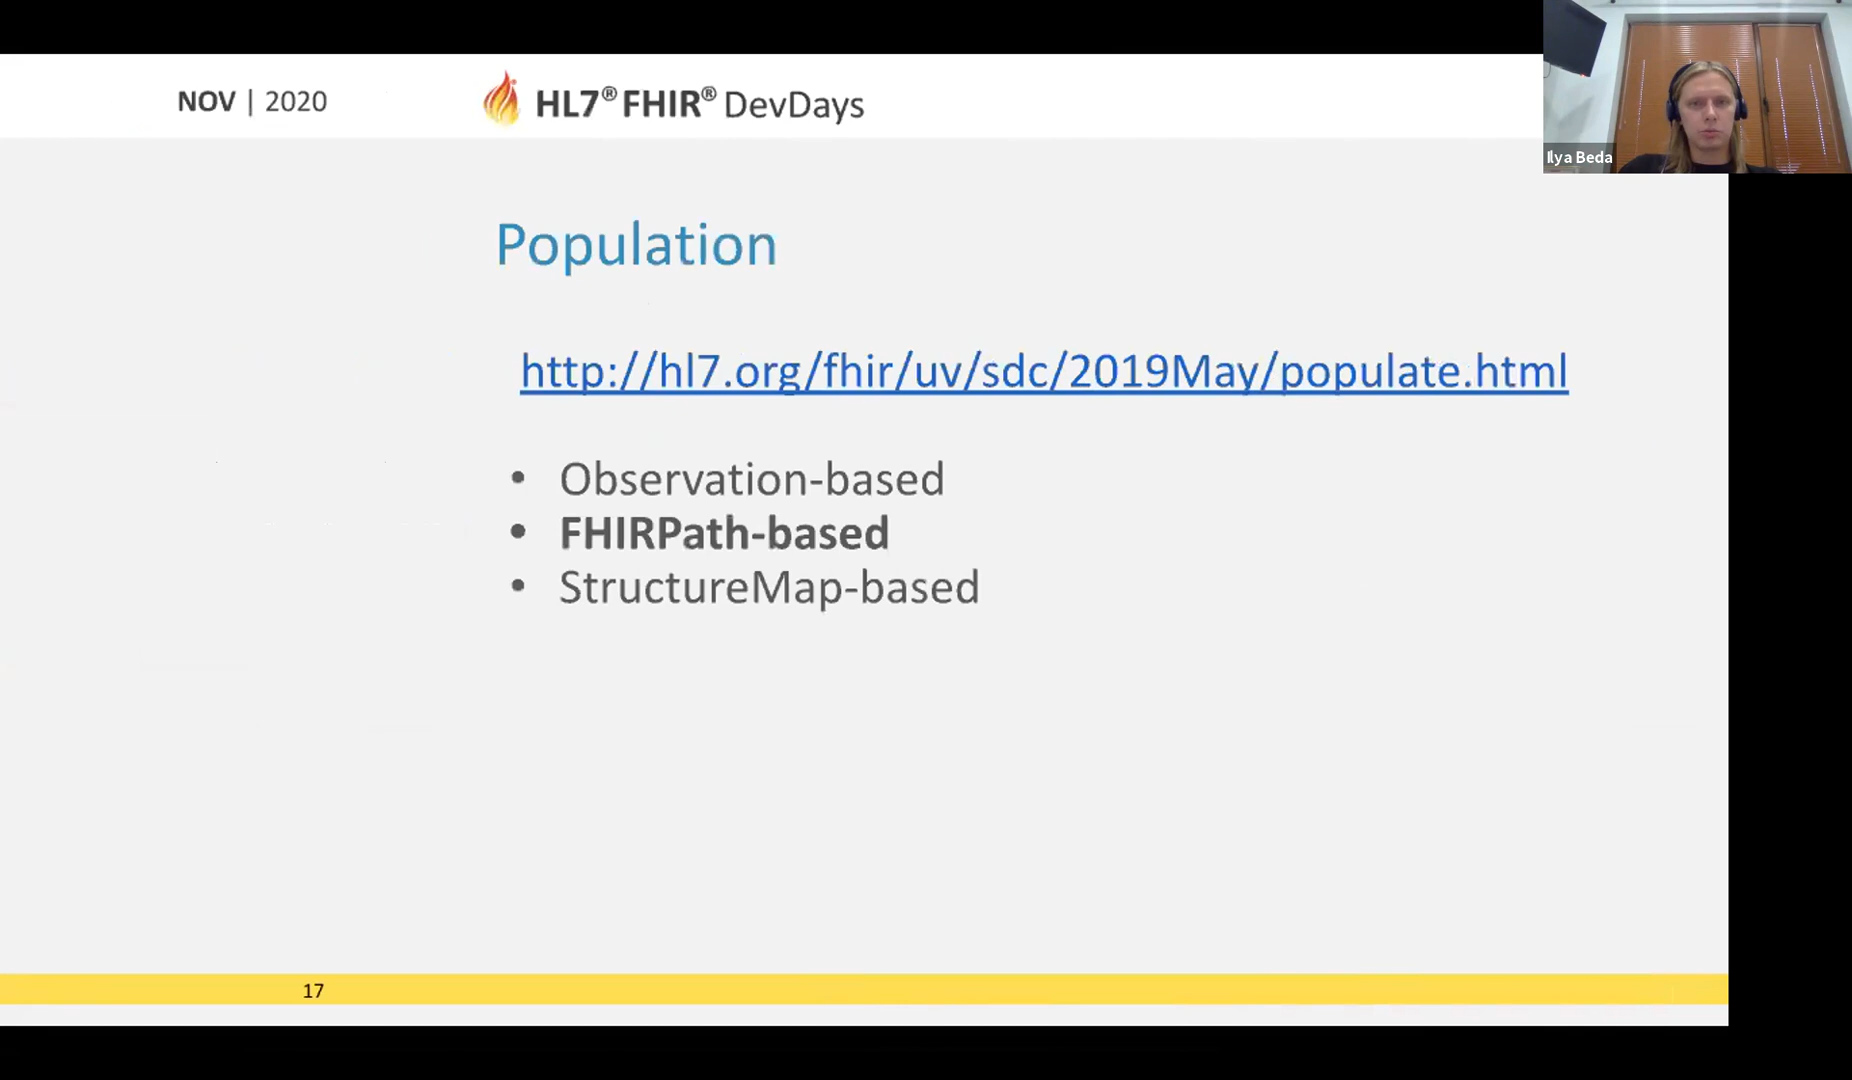 NOV | 2020
HL7® FHIR® DevDays
Ilya Beda
Population
http://hl7.org/fhir/uv/sdc/2019May/populate.html
• Observation-based
• FHIRPath-based
• StructureMap-based
17